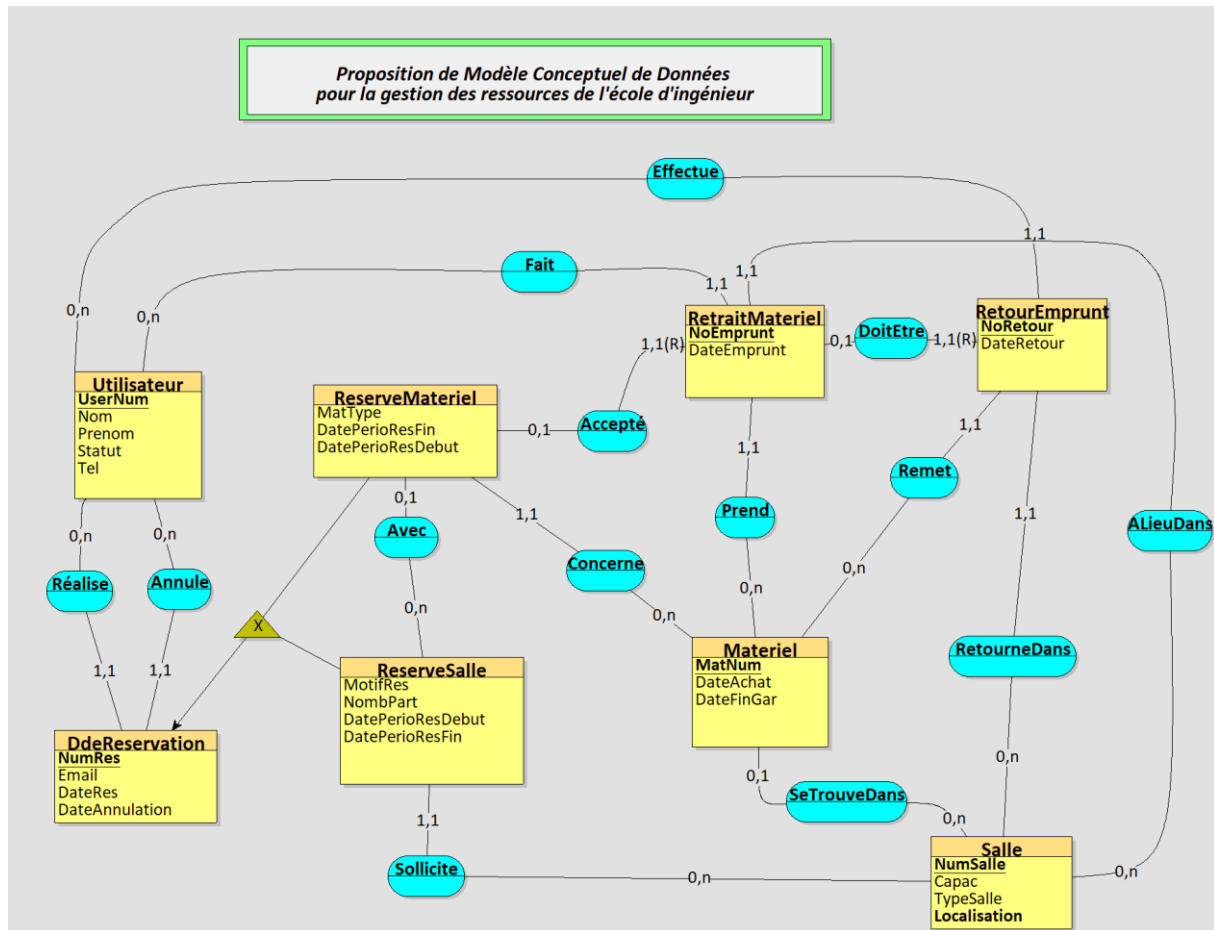 Proposition de Modèle Conceptuel de Données
pour la gestion des ressources de l'école d'ingénieur
Effectue
1,1
0,n
Fait
1,1
1,1
0,n
RetraitMateriel
NoEmprunt
DateEmprunt
RetourEmprunt
NoRetour
DateRetour
DoitEtre
0,1
1,1(R)
1,1(R)
Utilisateur
UserNum
Nom
Prenom
Statut
Tel
ReserveMateriel
MatType
DatePerioResFin
DatePerioResDebut
0,1
Accepté
1,1
1,1
Remet
0,1
1,1
Prend
1,1
Avec
ALieuDans
0,n
0,n
Réalise
Annule
Concerne
0,n
0,n
0,n
0,n
X
1,1
1,1
ReserveSalle
MotifRes
NombPart
DatePerioResDebut
DatePerioResFin
Materiel
MatNum
DateAchat
DateFinGar
RetourneDans
DdeReservation
NumRes
Email
DateRes
DateAnnulation
0,n
0,1
SeTrouveDans
0,n
1,1
Sollicite
0,n
Salle
NumSalle
Capac
TypeSalle
Localisation
0,n